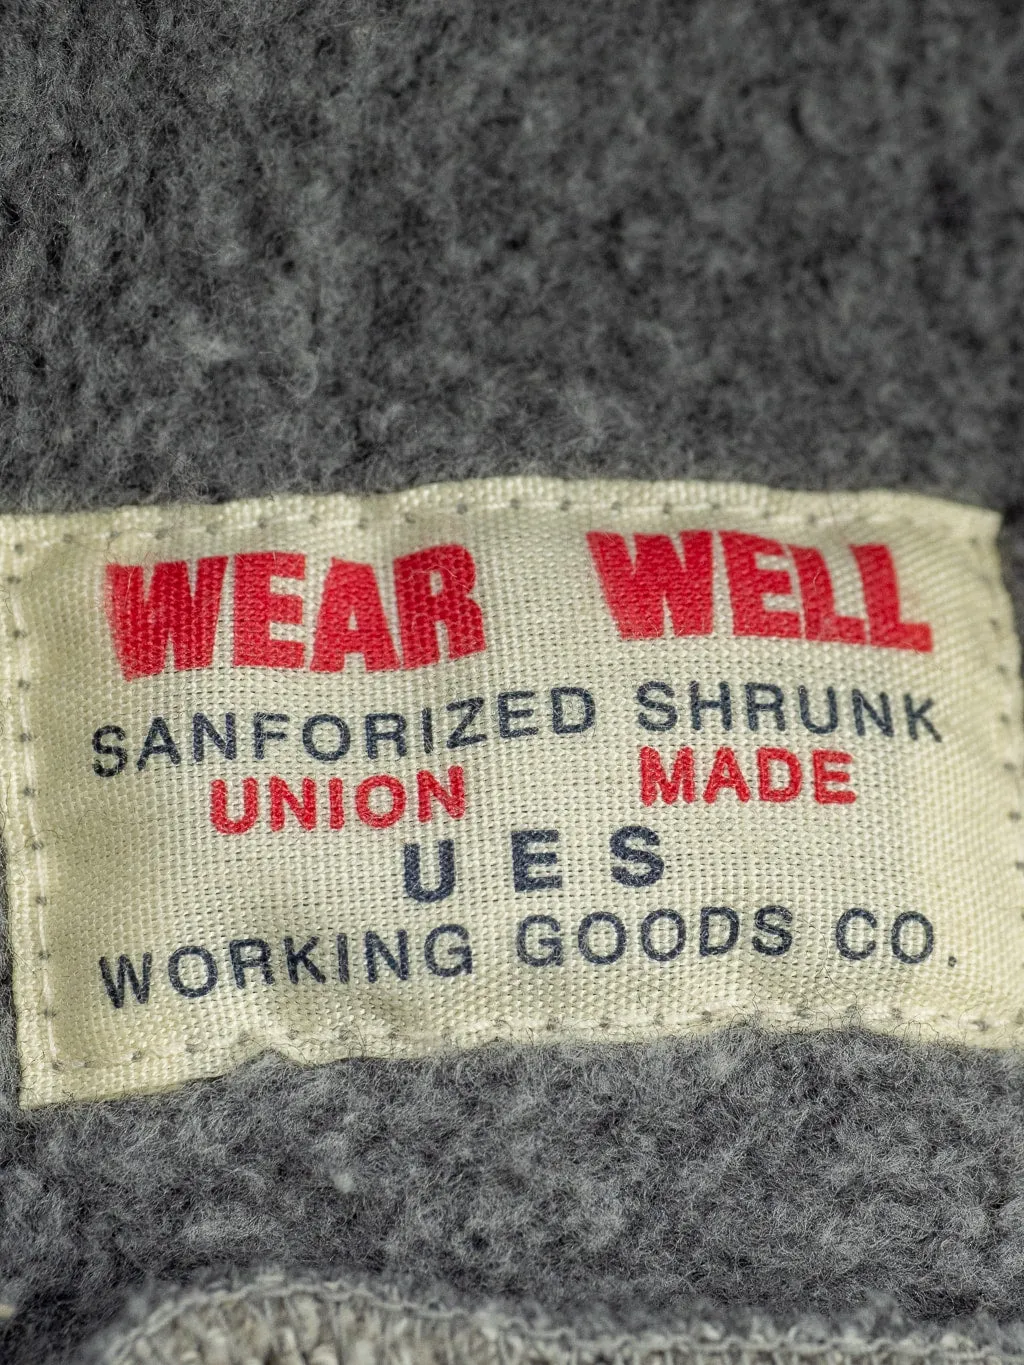 WEAR WELL
SANFORIZED SHRUNK
UNION MADE
U E S
WORKING GOODS CO.